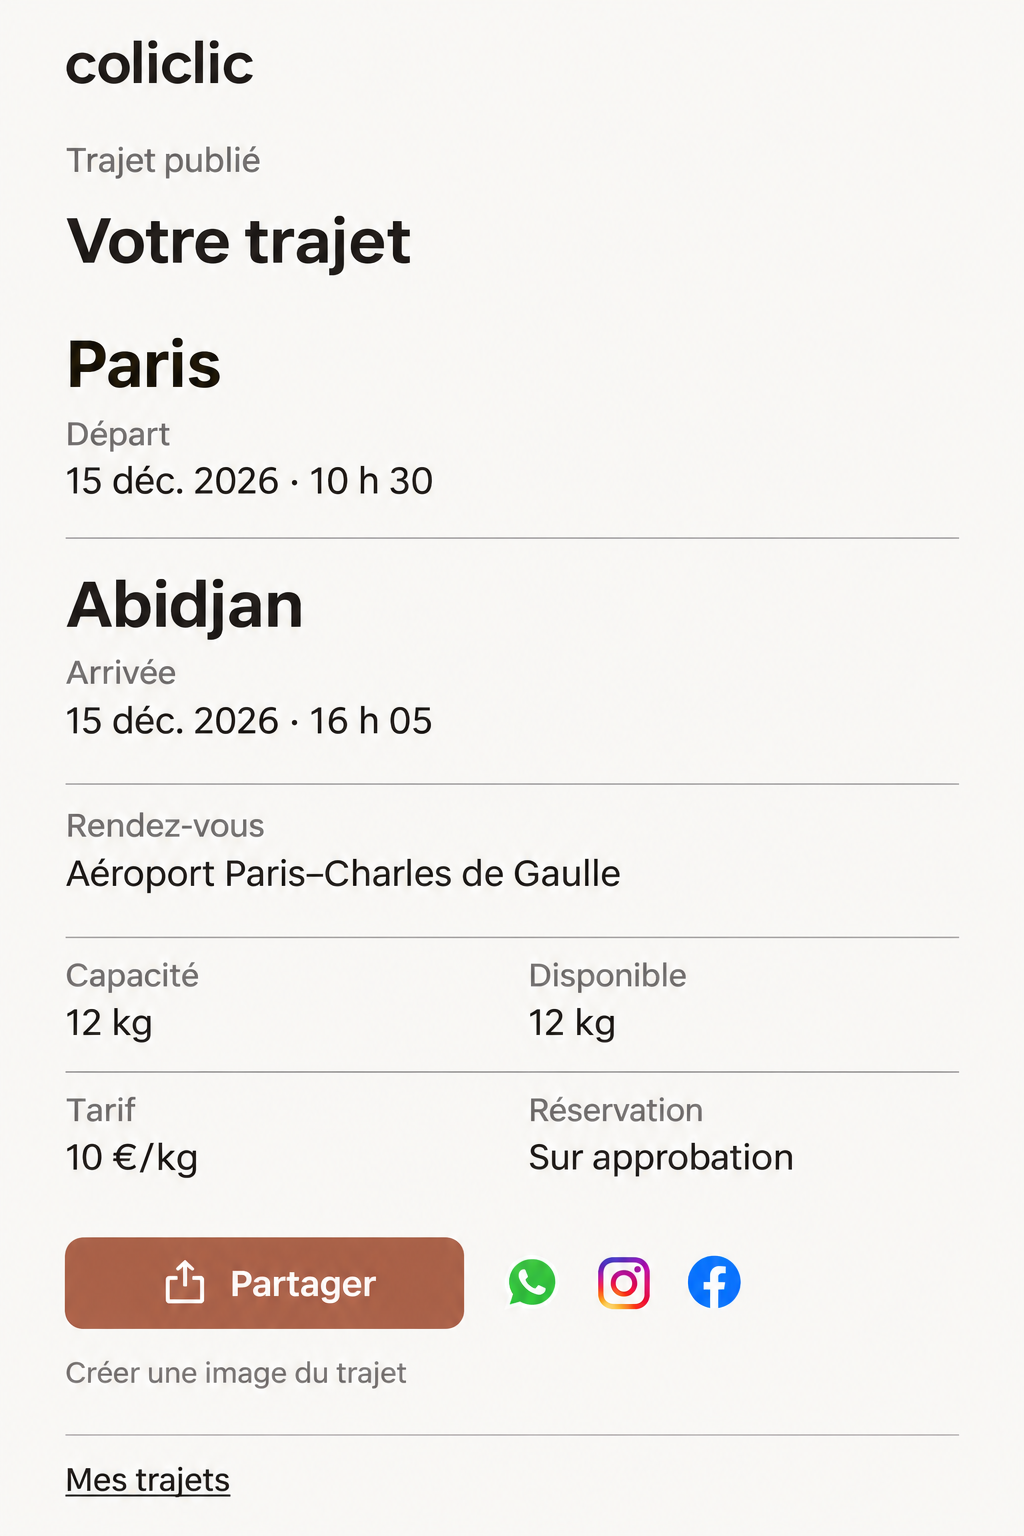 coliclic
Trajet publié
Votre trajet
Paris
Départ
15 déc. 2026 · 10 h 30
Abidjan
Arrivée
15 déc. 2026 · 16 h 05
Rendez-vous
Aéroport Paris–Charles de Gaulle
Capacité
12 kg
Disponible
12 kg
Tarif
10 €/kg
Réservation
Sur approbation
Partager
Créer une image du trajet
Mes trajets